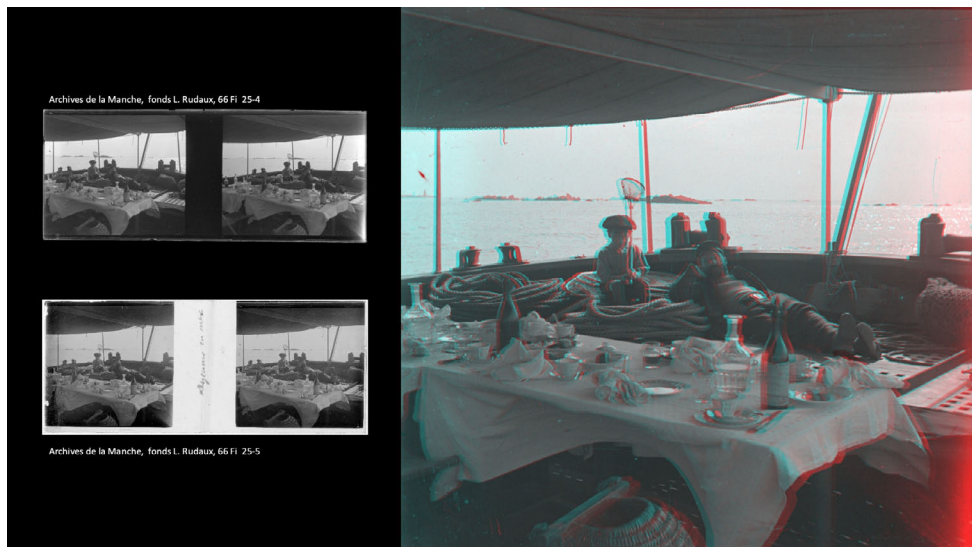 Archives de la Manche, fonds L. Rudaux, 66 Fi 25-4
Archives de la Manche, fonds L. Rudaux, 66 Fi 25-5